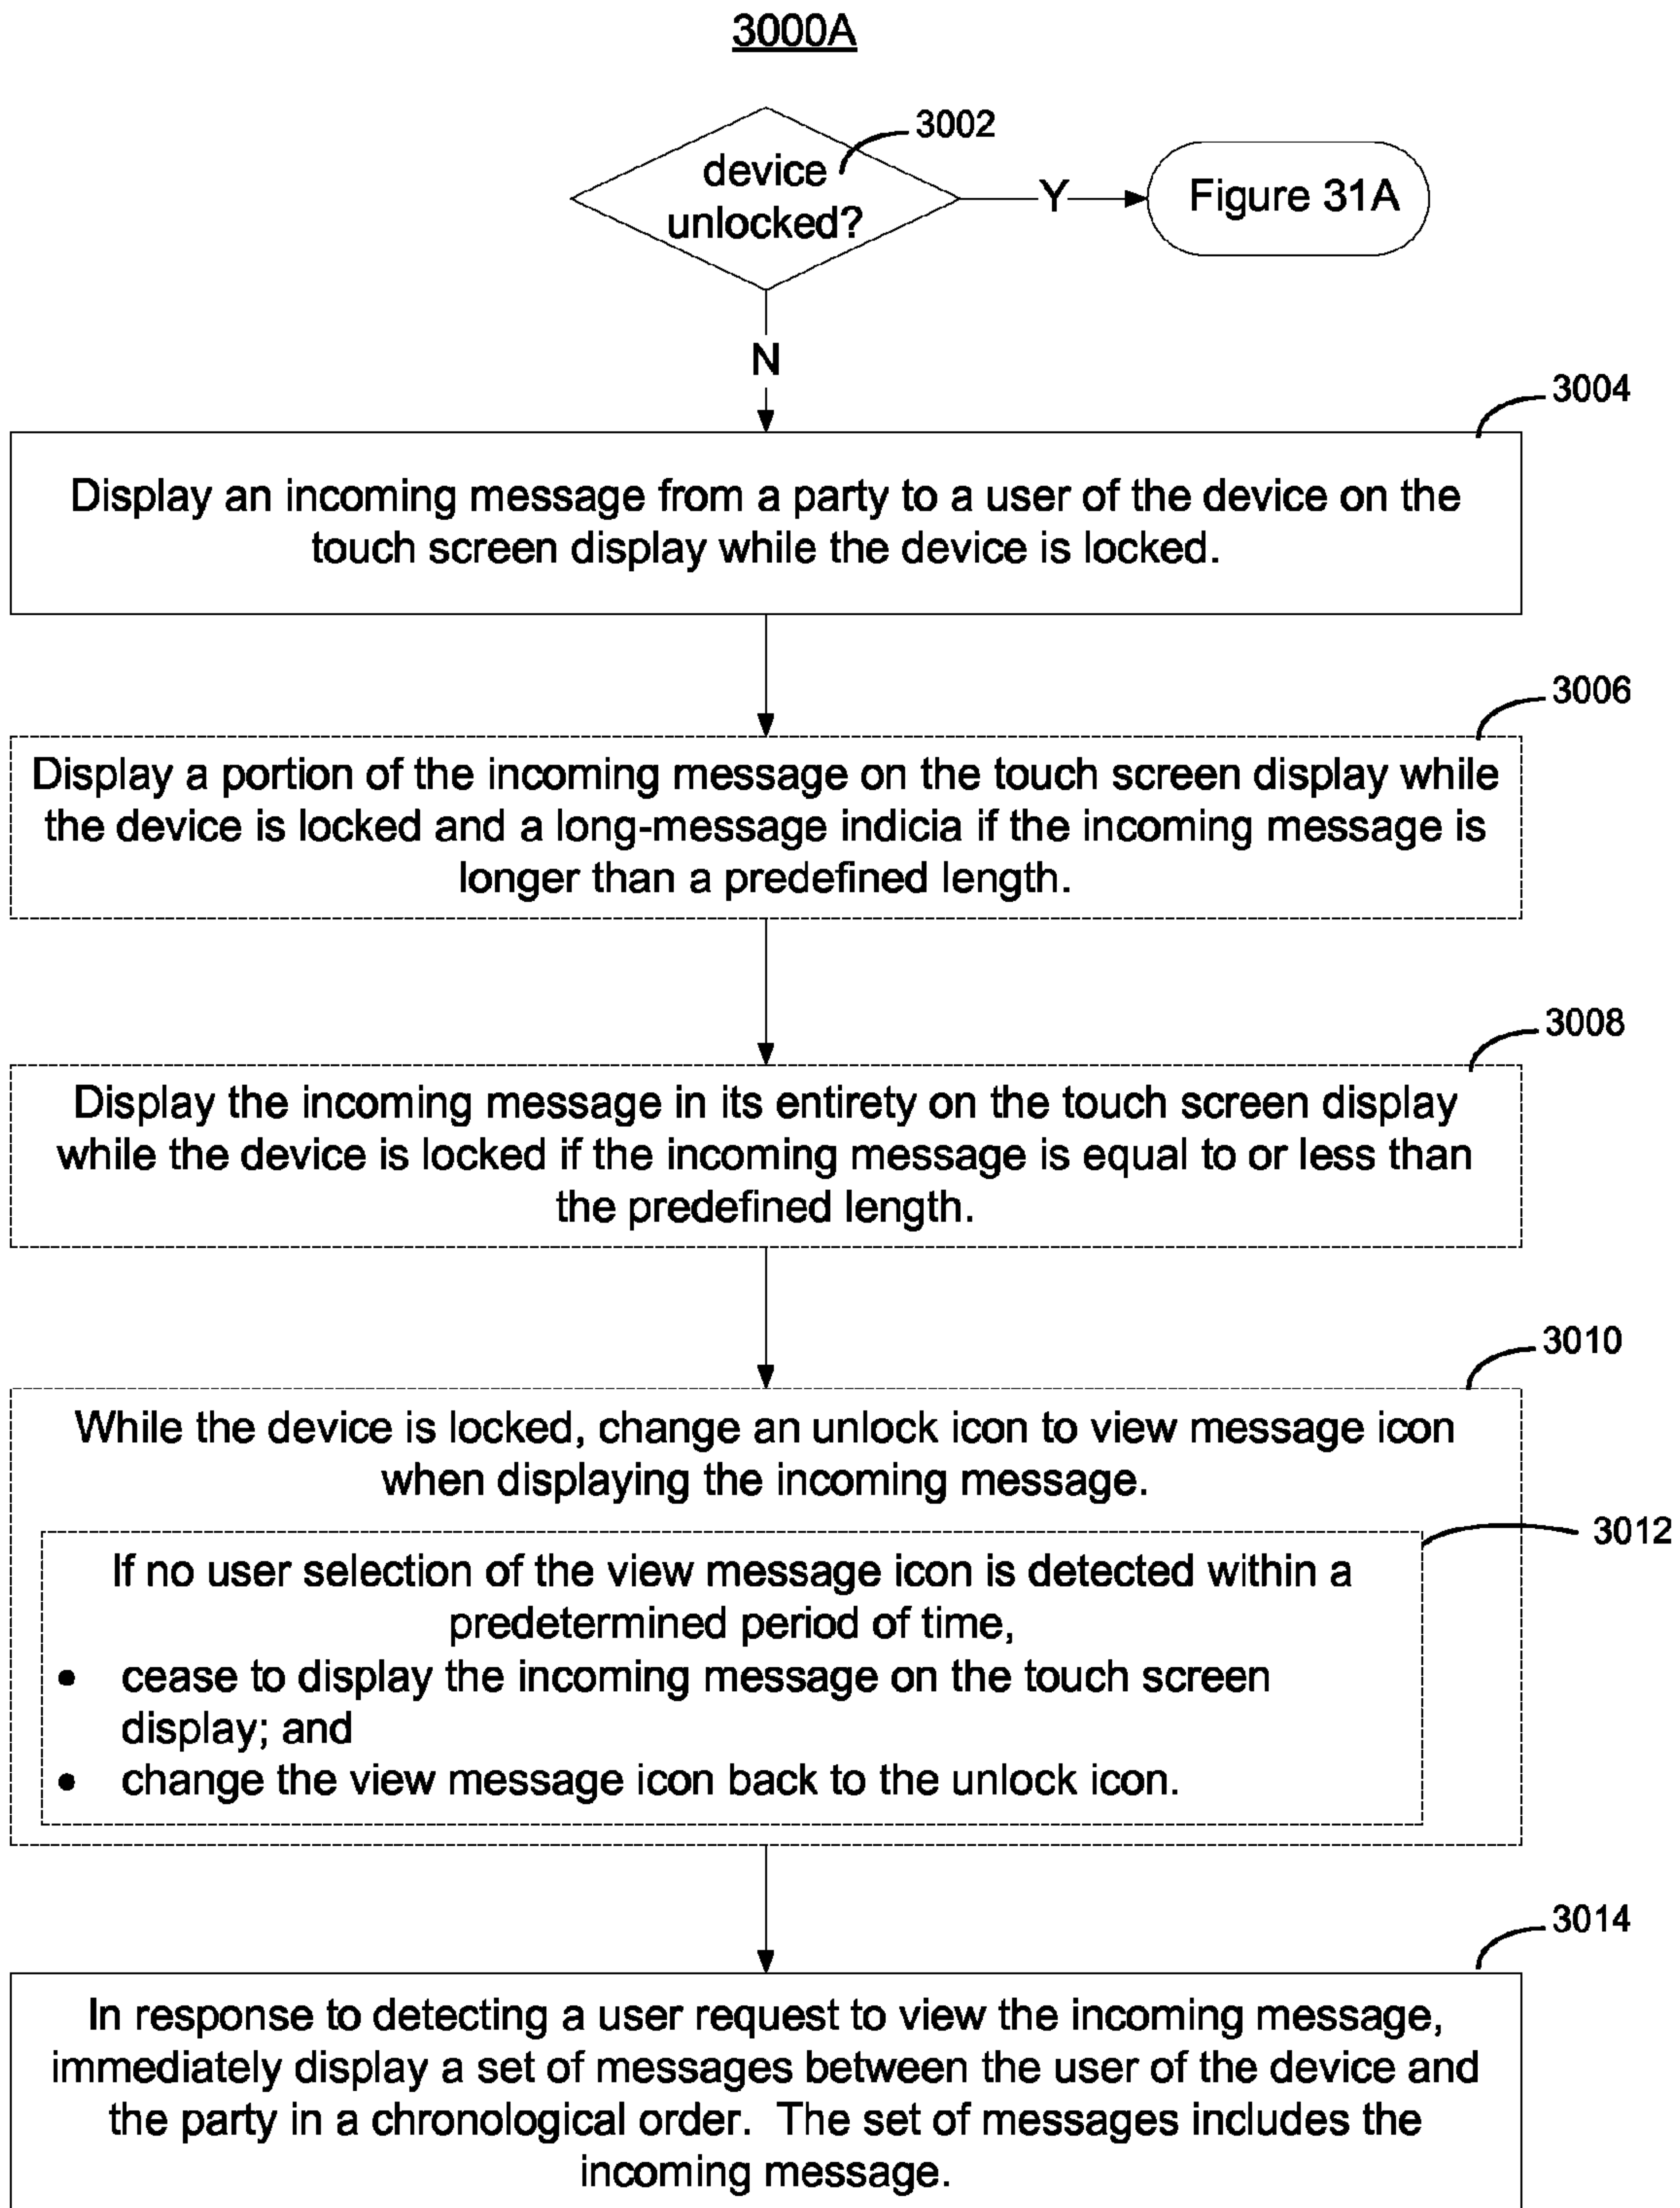 3000A
3002
device
unlocked?
Y
Figure 31A
N
3004
Display an incoming message from a party to a user of the device on the
touch screen display while the device is locked.
3006
Display a portion of the incoming message on the touch screen display while
the device is locked and a long-message indicia if the incoming message is
longer than a predefined length.
3008
Display the incoming message in its entirety on the touch screen display
while the device is locked if the incoming message is equal to or less than
the predefined length.
3010
While the device is locked, change an unlock icon to view message icon
when displaying the incoming message.
3012
If no user selection of the view message icon is detected within a
predetermined period of time,
• cease to display the incoming message on the touch screen
display; and
• change the view message icon back to the unlock icon.
3014
In response to detecting a user request to view the incoming message,
immediately display a set of messages between the user of the device and
the party in a chronological order. The set of messages includes the
incoming message.